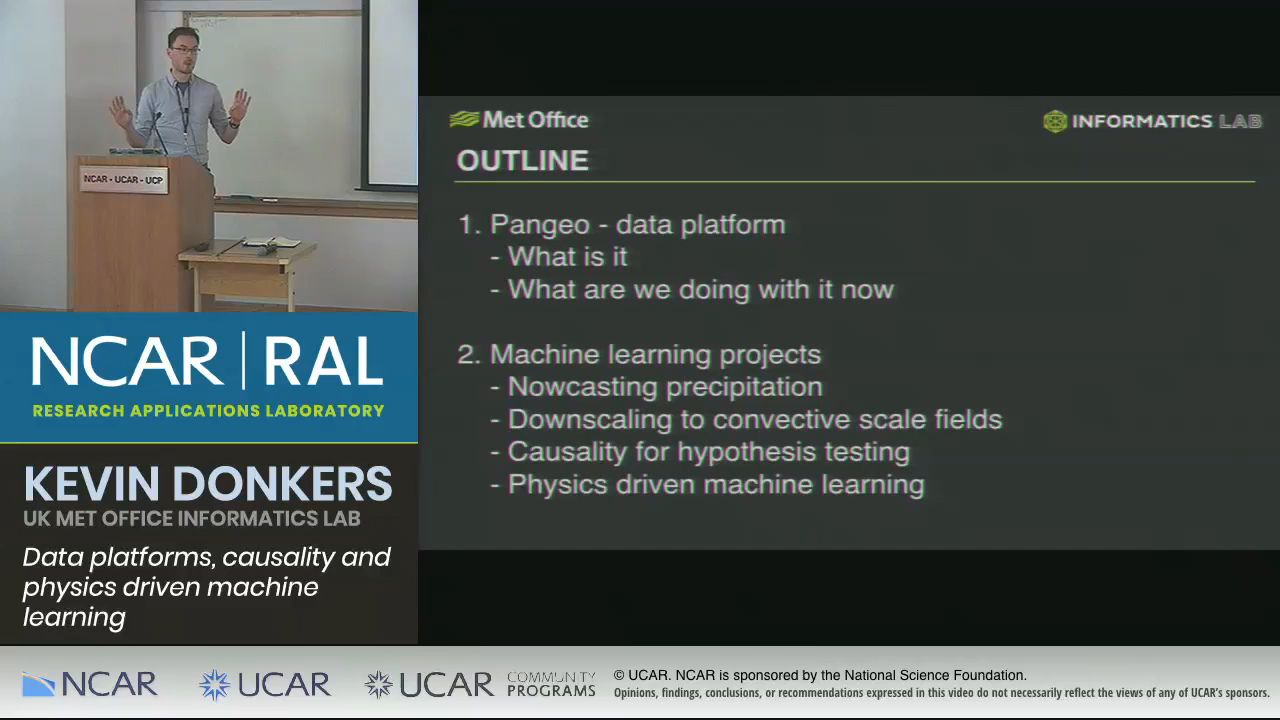 NCAR - UCAR - UCP
NCAR | RAL
RESEARCH APPLICATIONS LABORATORY
KEVIN DONKERS
UK MET OFFICE INFORMATICS LAB
Data platforms, causality and
physics driven machine
learning
Met Office
INFORMATICS LAB
OUTLINE
1. Pangeo - data platform
- What is it
- What are we doing with it now
2. Machine learning projects
- Nowcasting precipitation
- Downscaling to convective scale fields
- Causality for hypothesis testing
- Physics driven machine learning
NCAR
UCAR
UCAR
COMMUNITY
PROGRAMS
© UCAR. NCAR is sponsored by the National Science Foundation.
Opinions, findings, conclusions, or recommendations expressed in this video do not necessarily reflect the views of any of UCAR's sponsors.